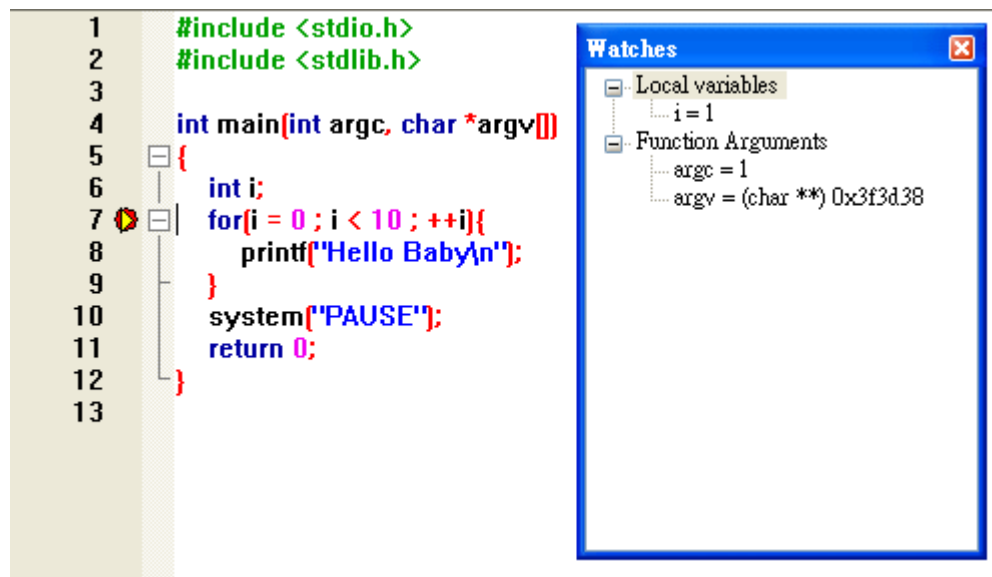 1 #include <stdio.h>
2 #include <stdlib.h>
3
4 int main(int argc, char *argv[])
5 {
6 int i;
7 for(i = 0 ; i < 10 ; ++i){
8 printf("Hello Baby\n");
9 }
10 system("PAUSE");
11 return 0;
12 }
13
Watches
Local variables
i = 1
Function Arguments
argc = 1
argv = (char **) 0x3f3d38